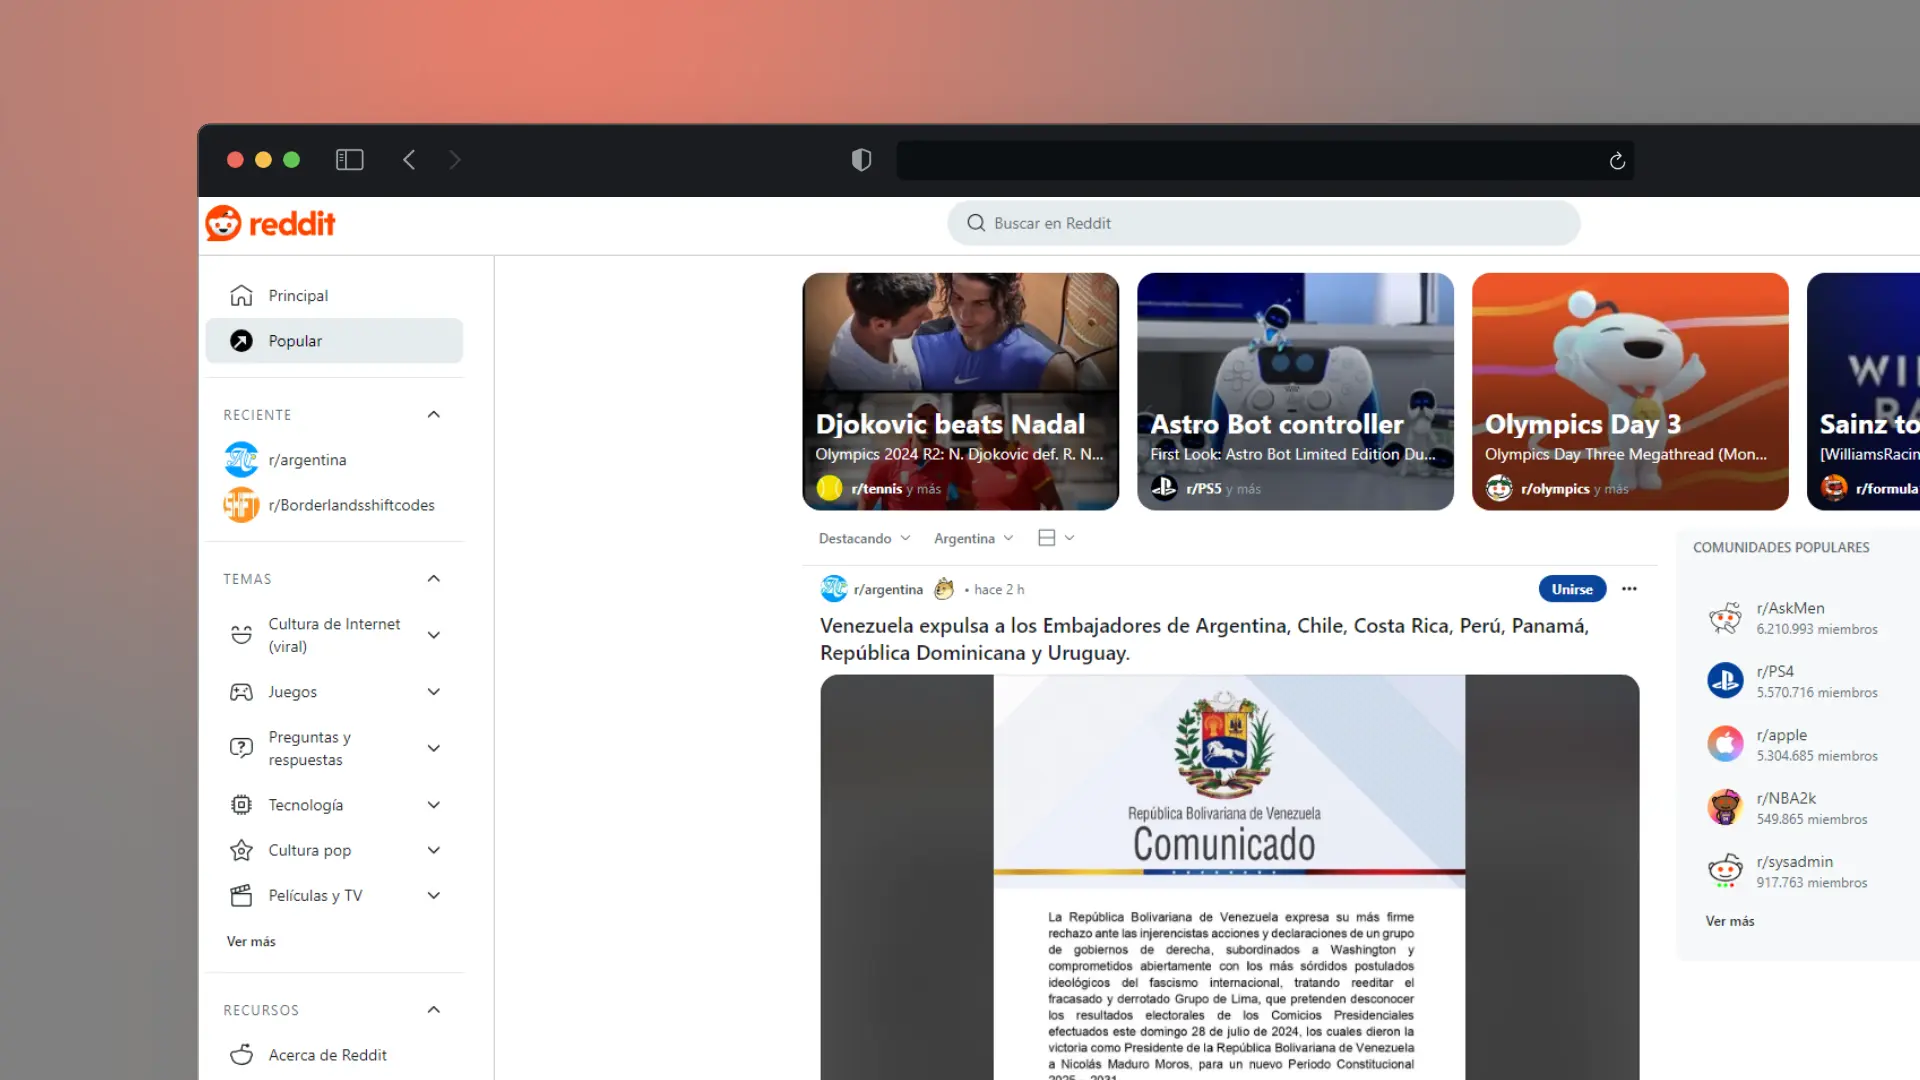 reddit
Buscar en Reddit
Principal
Popular
RECIENTE
r/argentina
r/Borderlandsshiftcodes
TEMAS
Cultura de Internet
(viral)
Juegos
Preguntas y
respuestas
Tecnología
Cultura pop
Películas y TV
Ver más
RECURSOS
Acerca de Reddit
Djokovic beats Nadal
Olympics 2024 R2: N. Djokovic def. R. N...
r/tennis y más
Astro Bot controller
First Look: Astro Bot Limited Edition Du...
r/PS5 y más
Olympics Day 3
Olympics Day Three Megathread (Mon...
r/olympics y más
Sainz to
[WilliamsRacin
r/formula
Destacando
Argentina
r/argentina
• hace 2 h
Unirse
Venezuela expulsa a los Embajadores de Argentina, Chile, Costa Rica, Perú, Panamá,
República Dominicana y Uruguay.
República Bolivariana de Venezuela
Comunicado
La República Bolivariana de Venezuela expresa su más firme
rechazo ante las injerencistas acciones y declaraciones de un grupo
de gobiernos de derecha, subordinados a Washington y
comprometidos abiertamente con los más sórdidos postulados
ideológicos del fascismo internacional, tratando reeditar el
fracasado y derrotado Grupo de Lima, que pretenden desconocer
los resultados electorales de los Comicios Presidenciales
efectuados este domingo 28 de julio de 2024, los cuales dieron la
victoria como Presidente de la República Bolivariana de Venezuela
a Nicolás Maduro Moros, para un nuevo Periodo Constitucional
2025 - 2031.
COMUNIDADES POPULARES
r/AskMen
6.210.993 miembros
r/PS4
5.570.716 miembros
r/apple
5.304.685 miembros
r/NBA2k
549.865 miembros
r/sysadmin
917.763 miembros
Ver más